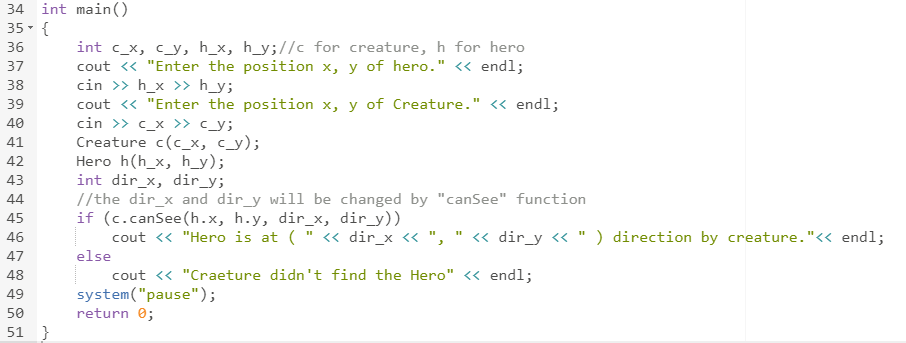 34 int main()
35 {
36     int c_x, c_y, h_x, h_y;//c for creature, h for hero
37     cout << "Enter the position x, y of hero." << endl;
38     cin >> h_x >> h_y;
39     cout << "Enter the position x, y of Creature." << endl;
40     cin >> c_x >> c_y;
41     Creature c(c_x, c_y);
42     Hero h(h_x, h_y);
43     int dir_x, dir_y;
44     //the dir_x and dir_y will be changed by "canSee" function
45     if (c.canSee(h.x, h.y, dir_x, dir_y))
46         cout << "Hero is at ( " << dir_x << ", " << dir_y << " ) direction by creature."<< endl;
47     else
48         cout << "Craeture didn't find the Hero" << endl;
49     system("pause");
50     return 0;
51 }